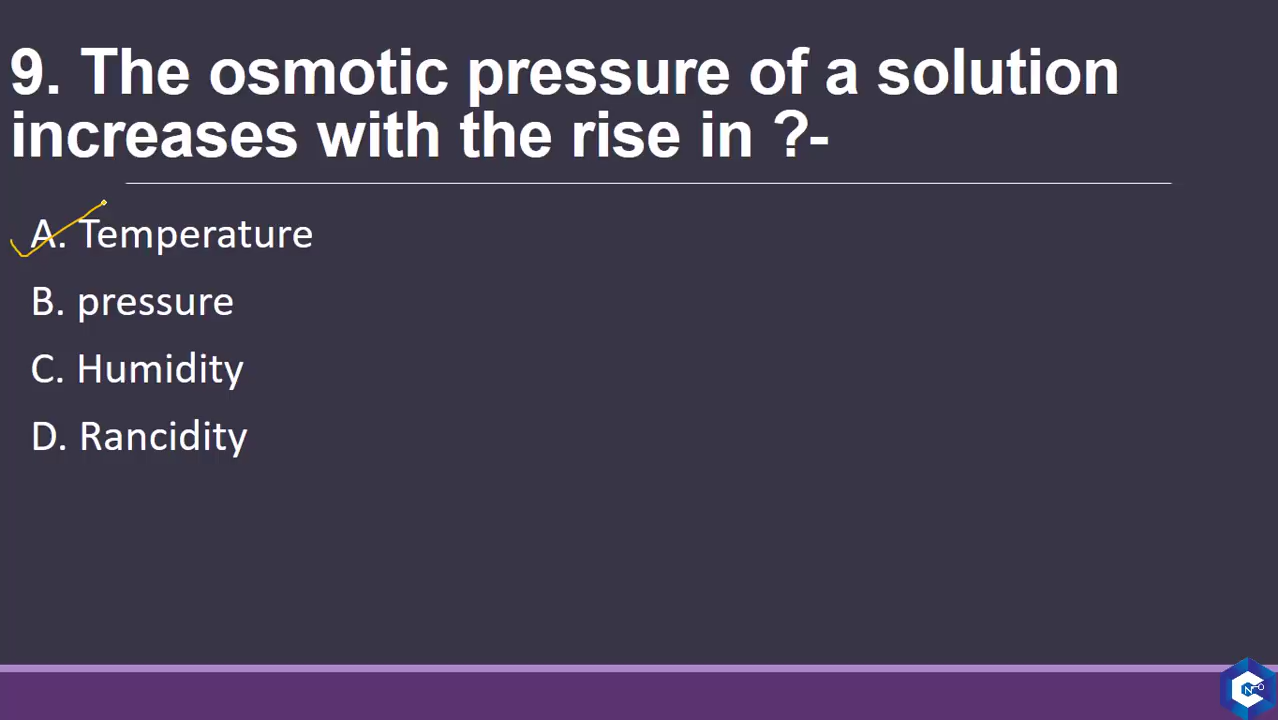 9. The osmotic pressure of a solution
increases with the rise in ?-
A. Temperature
B. pressure
C. Humidity
D. Rancidity